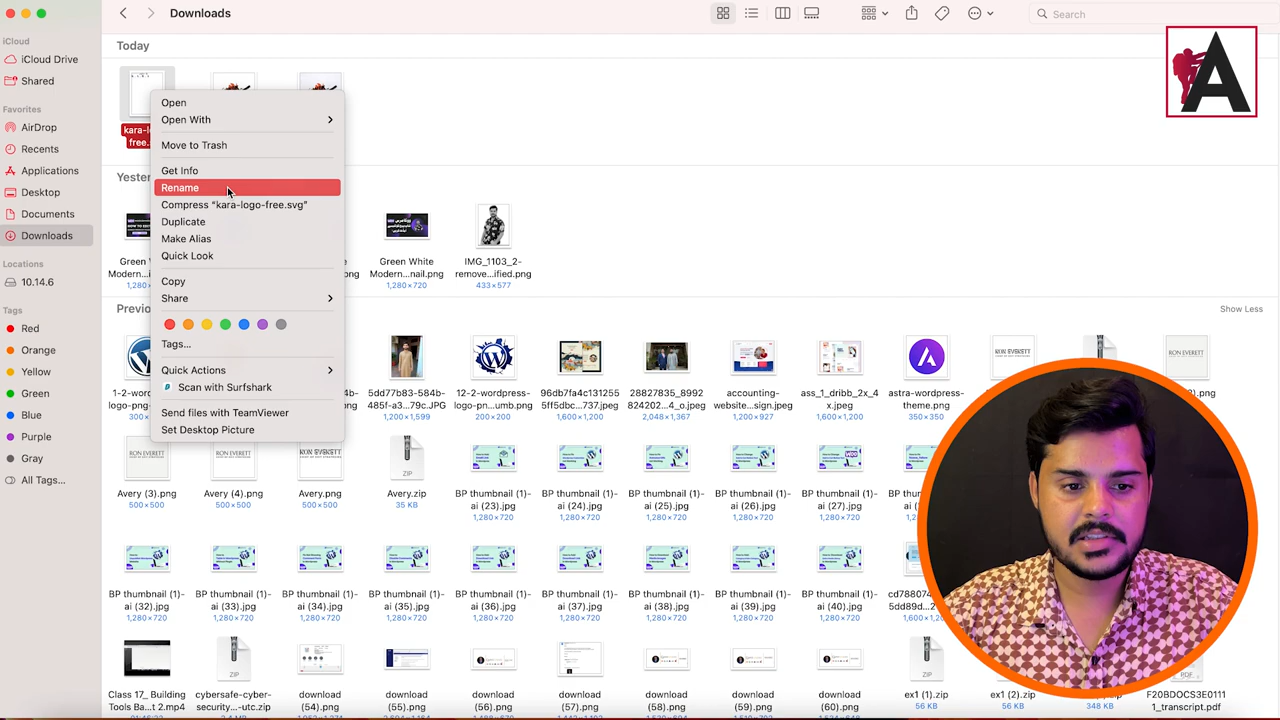 Downloads
Search
iCloud
iCloud Drive
Shared
Favorites
AirDrop
Recents
Applications
Desktop
Documents
Downloads
Locations
10.14.6
Tags
Red
Orange
Yellow
Green
Blue
Purple
Gray
All Tags...
Today
A
Open
Open With
Move to Trash
Get Info
Rename
Compress “kara-logo-free.svg”
Duplicate
Make Alias
Quick Look
Copy
Share
Tags...
Quick Actions
Scan with Surfshark
Send files with TeamViewer
Set Desktop Picture
Green White
Modern...nail.png
1,280×720
IMG_1103_2-
remove...ified.png
433×577
Show Less
5dd77b83-584b-
485f-a3...79c.JPG
1,200×1,599
12-2-wordpress-
logo-pn...umb.png
200×200
96db7fa4c131255
5ff5dbc...737.jpeg
1,600×1,200
28827835_8992
824202...4_o.jpeg
2,048×1,367
accounting-
website...sign.jpeg
1,200×927
ass_1_dribb_2x_4
x.jpeg
1,600×1,200
astra-wordpress-
theme.png
350×350
RON EVERETT
RON EVERETT
Avery (3).png
500×500
Avery (4).png
500×500
Avery.png
500×500
ZIP
Avery.zip
35 KB
BP thumbnail (1)-
ai (23).jpg
1,280×720
BP thumbnail (1)-
ai (24).jpg
1,280×720
BP thumbnail (1)-
ai (25).jpg
1,280×720
BP thumbnail (1)-
ai (26).jpg
1,280×720
BP thumbnail (1)-
ai (27).jpg
1,280×720
BP thumbnail (1)-
ai (32).jpg
1,280×720
BP thumbnail (1)-
ai (33).jpg
1,280×720
BP thumbnail (1)-
ai (34).jpg
1,280×720
BP thumbnail (1)-
ai (35).jpg
1,280×720
BP thumbnail (1)-
ai (36).jpg
1,280×720
BP thumbnail (1)-
ai (37).jpg
1,280×720
BP thumbnail (1)-
ai (38).jpg
1,280×720
BP thumbnail (1)-
ai (39).jpg
1,280×720
BP thumbnail (1)-
ai (40).jpg
1,280×720
Class 17_ Building
Tools Ba...t 2.mp4
cybersafe-cyber-
security...-utc.zip
download
(54).png
download
(55).png
download
(56).png
download
(57).png
download
(58).png
download
(59).png
download
(60).png
ZIP
ex1 (1).zip
56 KB
ex1 (2).zip
56 KB
348 KB
F20BDOCS3E0111
1_transcript.pdf